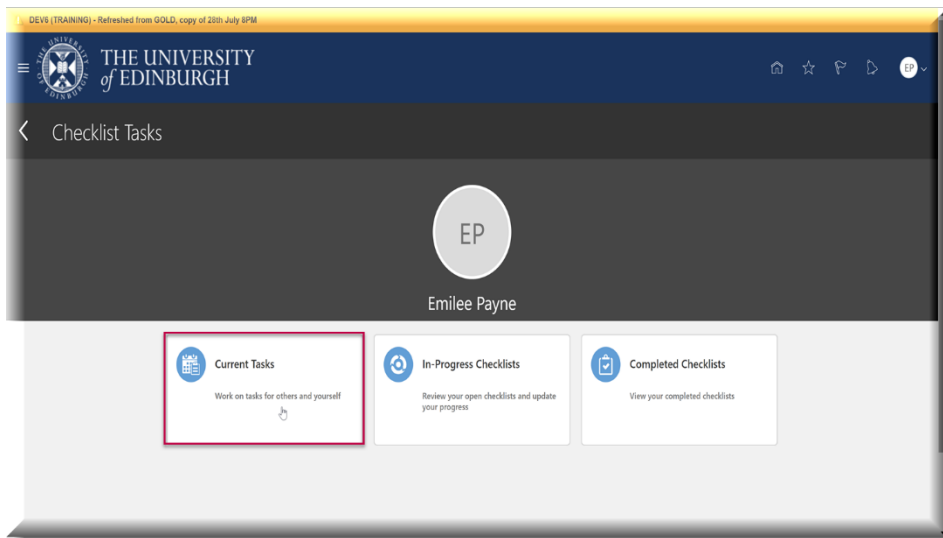 DEV6 (TRAINING) - Refreshed from GOLD, copy of 28th July 8PM
THE UNIVERSITY
of EDINBURGH
EP
Checklist Tasks
EP
Emilee Payne
Current Tasks
Work on tasks for others and yourself
In-Progress Checklists
Review your open checklists and update
your progress
Completed Checklists
View your completed checklists